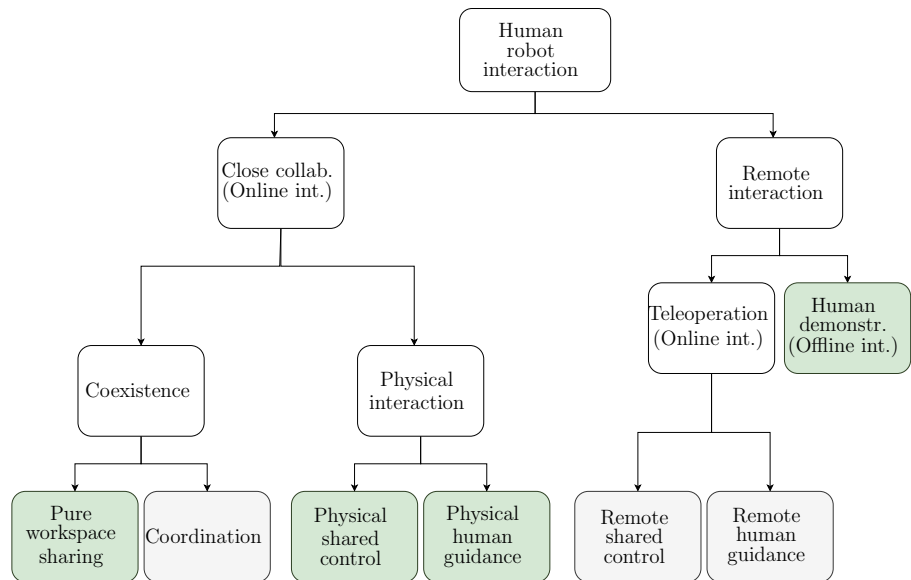 Human
robot
interaction
Close collab.
(Online int.)
Remote
interaction
Teleoperation
(Online int.)
Human
demonstr.
(Offline int.)
Coexistence
Physical
interaction
Pure
workspace
sharing
Coordination
Physical
shared
control
Physical
human
guidance
Remote
shared
control
Remote
human
guidance